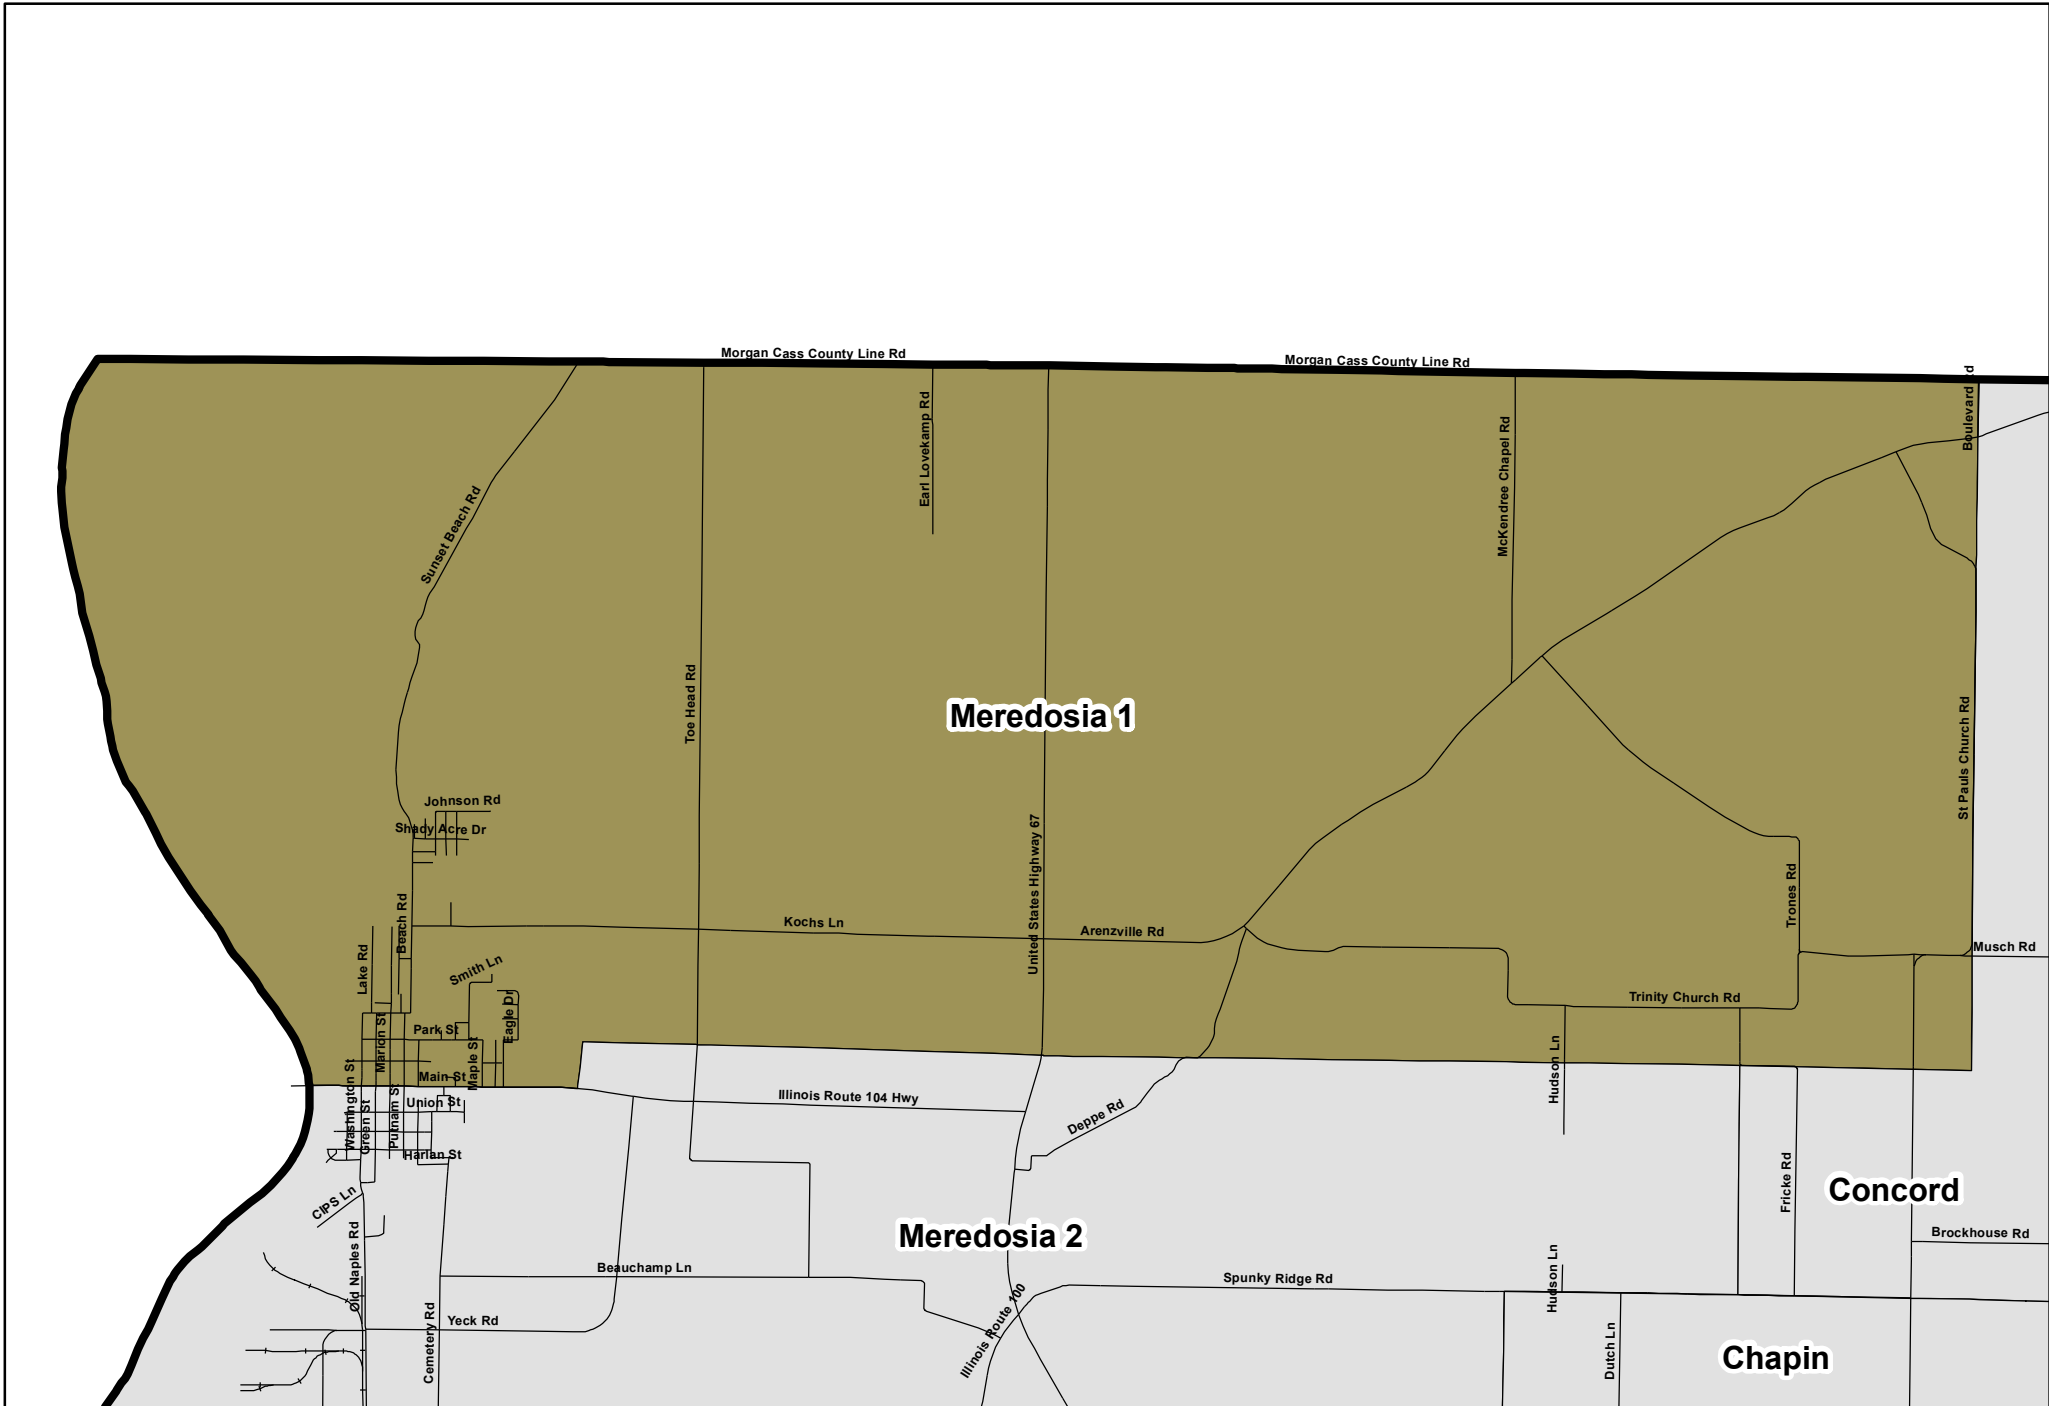 Morgan Cass County Line Rd
Morgan Cass County Line Rd
Boulevard Rd
Earl Lovekamp Rd
McKendree Chapel Rd
Sunset Beach Rd
Toe Head Rd
Meredosia 1
St Pauls Church Rd
Johnson Rd
Shady Acre Dr
United States Highway 67
Trones Rd
Beach Rd
Kochs Ln
Arenzville Rd
Musch Rd
Lake Rd
Smith Ln
Eagle Dr
Trinity Church Rd
Marion St
Park St
Maple St
Hudson Ln
Main St
Washington St
Green St
Putnam St
Union St
Illinois Route 104 Hwy
Deppe Rd
Harlan St
Fricke Rd
Concord
CIPS Ln
Old Naples Rd
Meredosia 2
Brockhouse Rd
Beauchamp Ln
Spunky Ridge Rd
Hudson Ln
Illinois Route 100
Yeck Rd
Cemetery Rd
Dutch Ln
Chapin